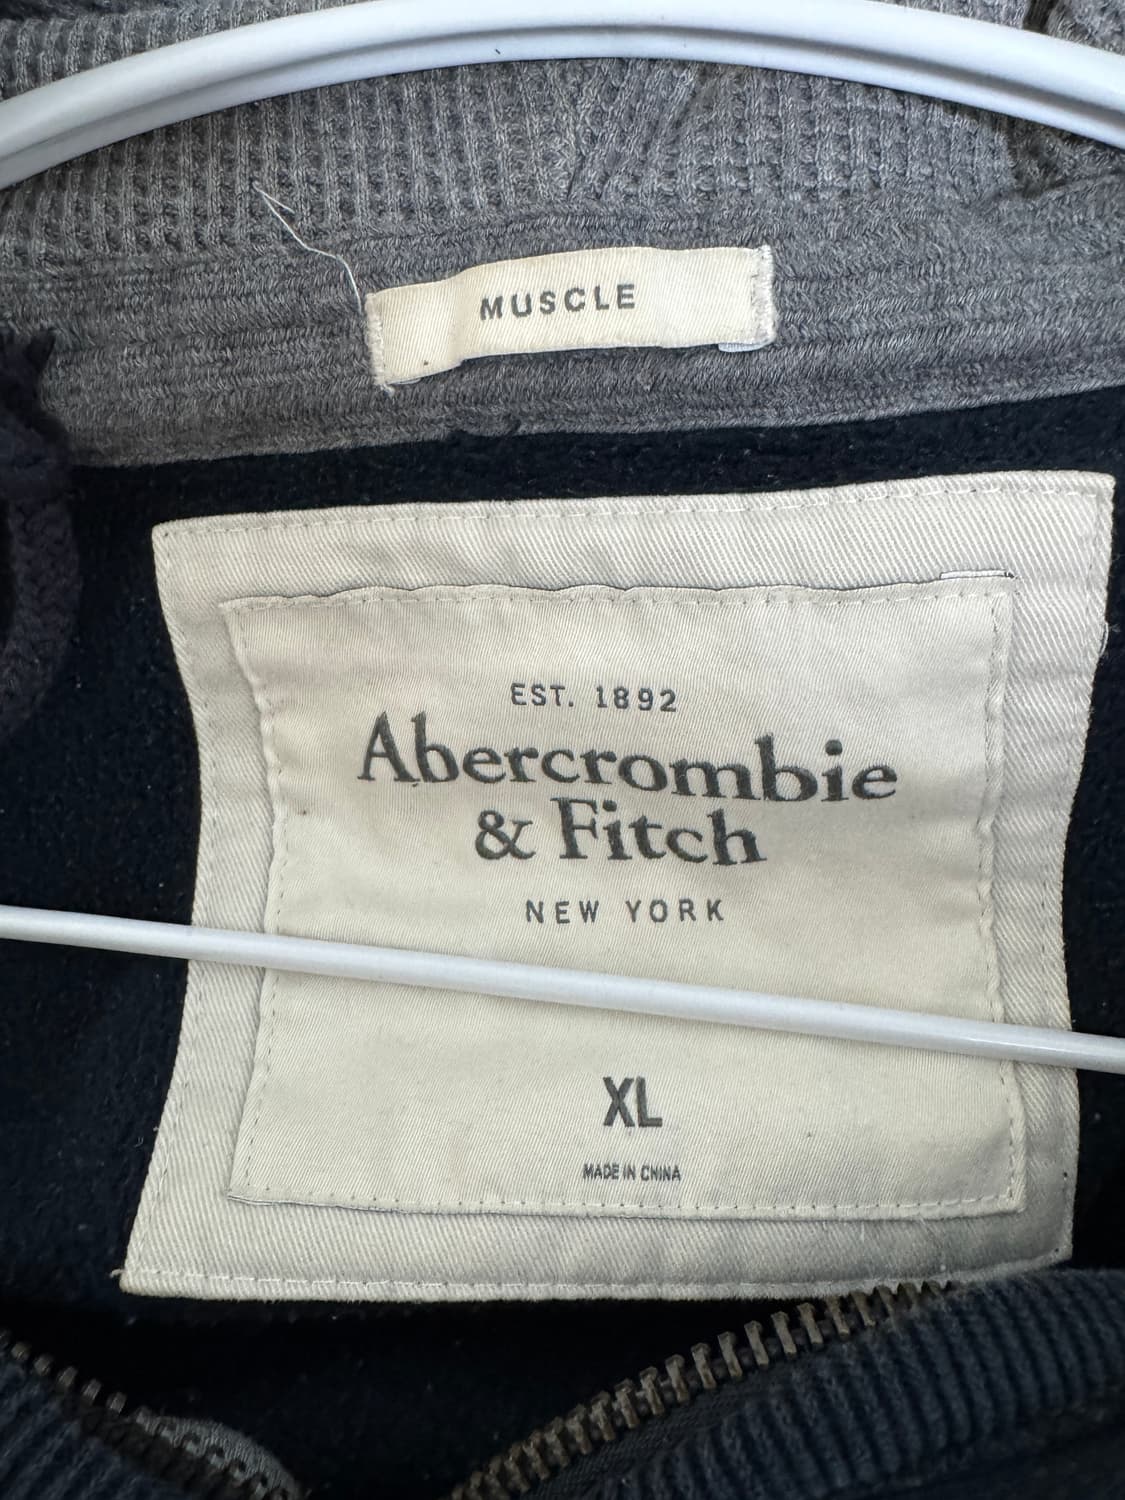 MUSCLE
EST. 1892
Abercrombie
& Fitch
NEW YORK
XL
MADE IN CHINA